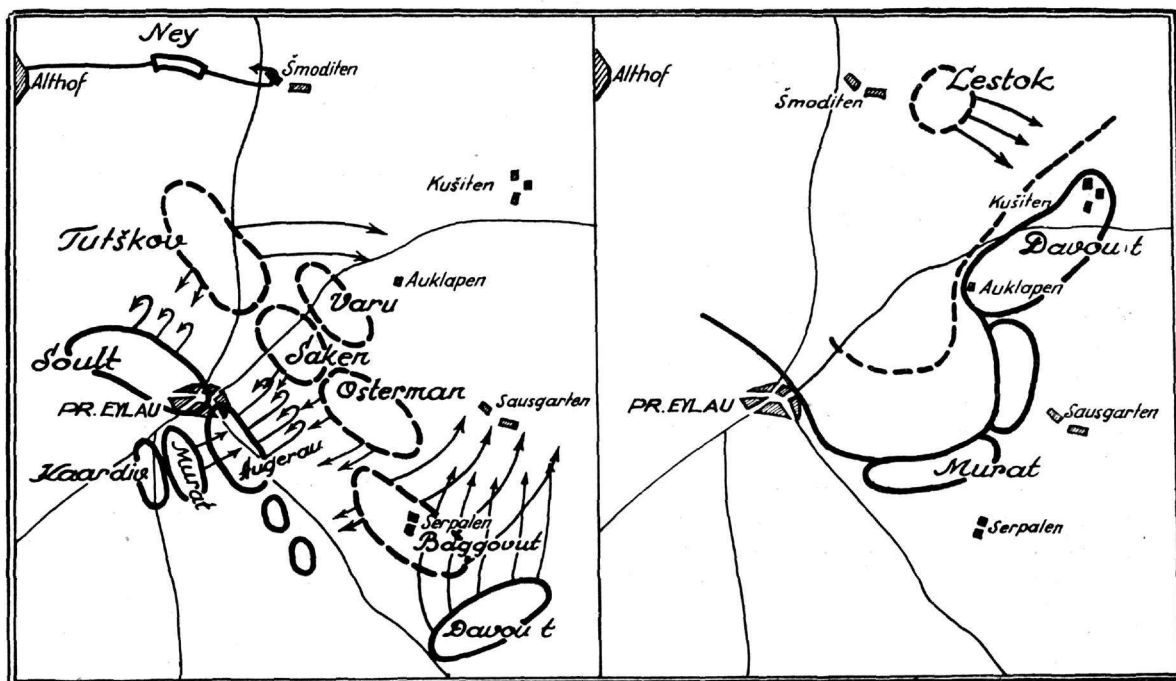 Ney
Althof
Šmoditen
Kušiten
Tutškov
Varu
Auklapen
Saken
Soult
Osterman
PR. EYLAU
Sausgarten
Kaardiv
Murat
Augerau
Serpalen
Baggovut
Davout
Althof
Lestok
Šmoditen
Kušiten
Davout
Auklapen
PR. EYLAU
Sausgarten
Murat
Serpalen